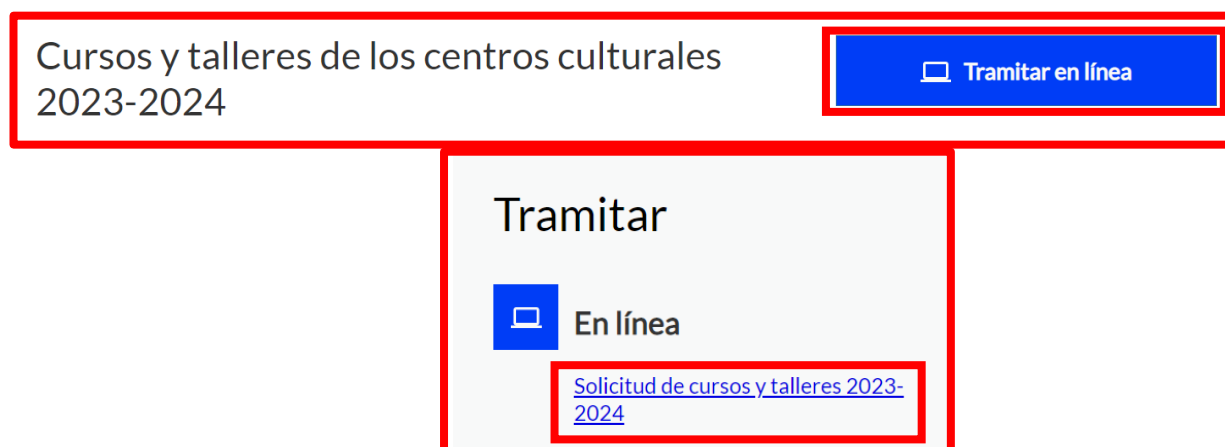 Cursos y talleres de los centros culturales
2023-2024
Tramitar en línea
Tramitar
En línea
Solicitud de cursos y talleres 2023-
2024